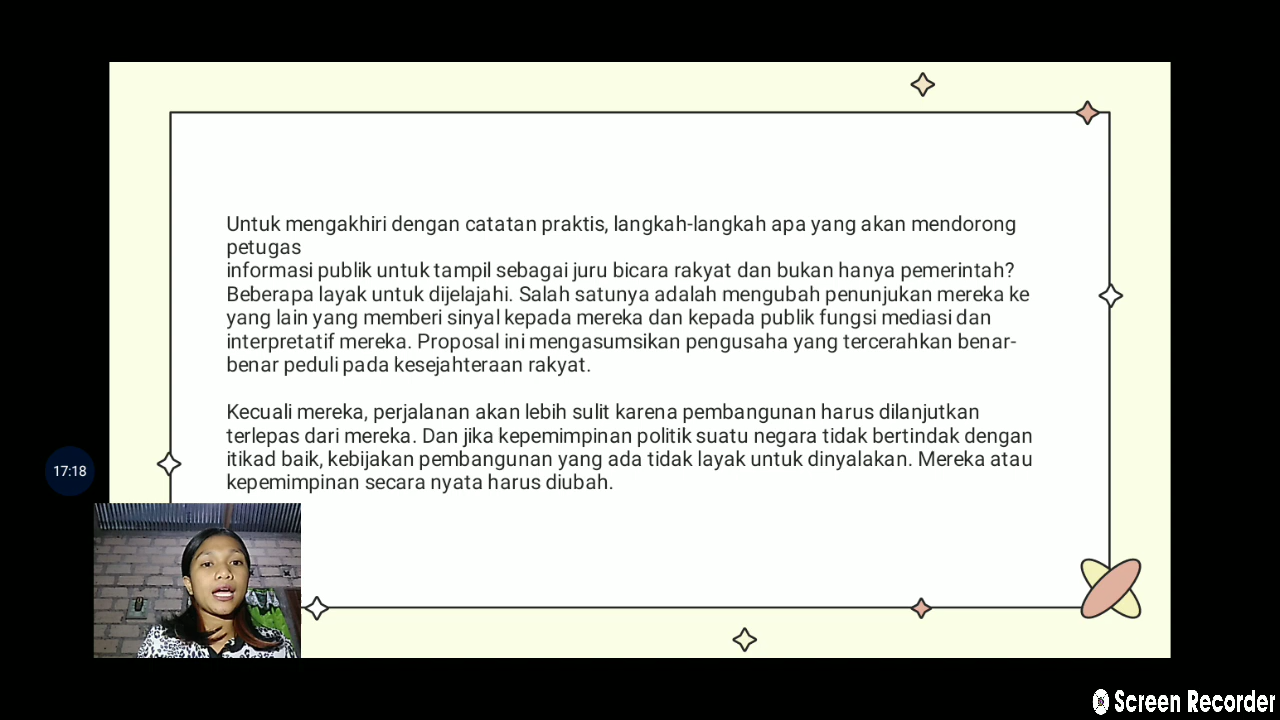 Untuk mengakhiri dengan catatan praktis, langkah-langkah apa yang akan mendorong
petugas
informasi publik untuk tampil sebagai juru bicara rakyat dan bukan hanya pemerintah?
Beberapa layak untuk dijelajahi. Salah satunya adalah mengubah penunjukan mereka ke
yang lain yang memberi sinyal kepada mereka dan kepada publik fungsi mediasi dan
interpretatif mereka. Proposal ini mengasumsikan pengusaha yang tercerahkan benar-
benar peduli pada kesejahteraan rakyat.
Kecuali mereka, perjalanan akan lebih sulit karena pembangunan harus dilanjutkan
terlepas dari mereka. Dan jika kepemimpinan politik suatu negara tidak bertindak dengan
itikad baik, kebijakan pembangunan yang ada tidak layak untuk dinyalakan. Mereka atau
kepemimpinan secara nyata harus diubah.
17:18
Screen Recorder